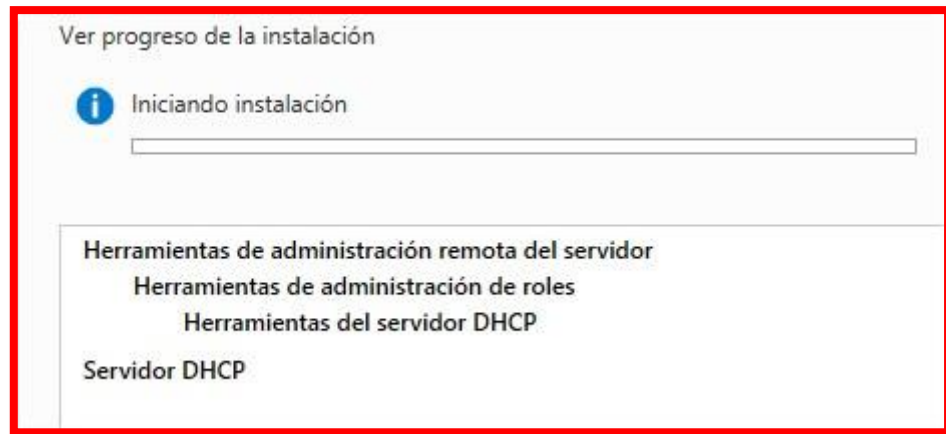 Ver progreso de la instalación
Iniciando instalación
Herramientas de administración remota del servidor
Herramientas de administración de roles
Herramientas del servidor DHCP
Servidor DHCP